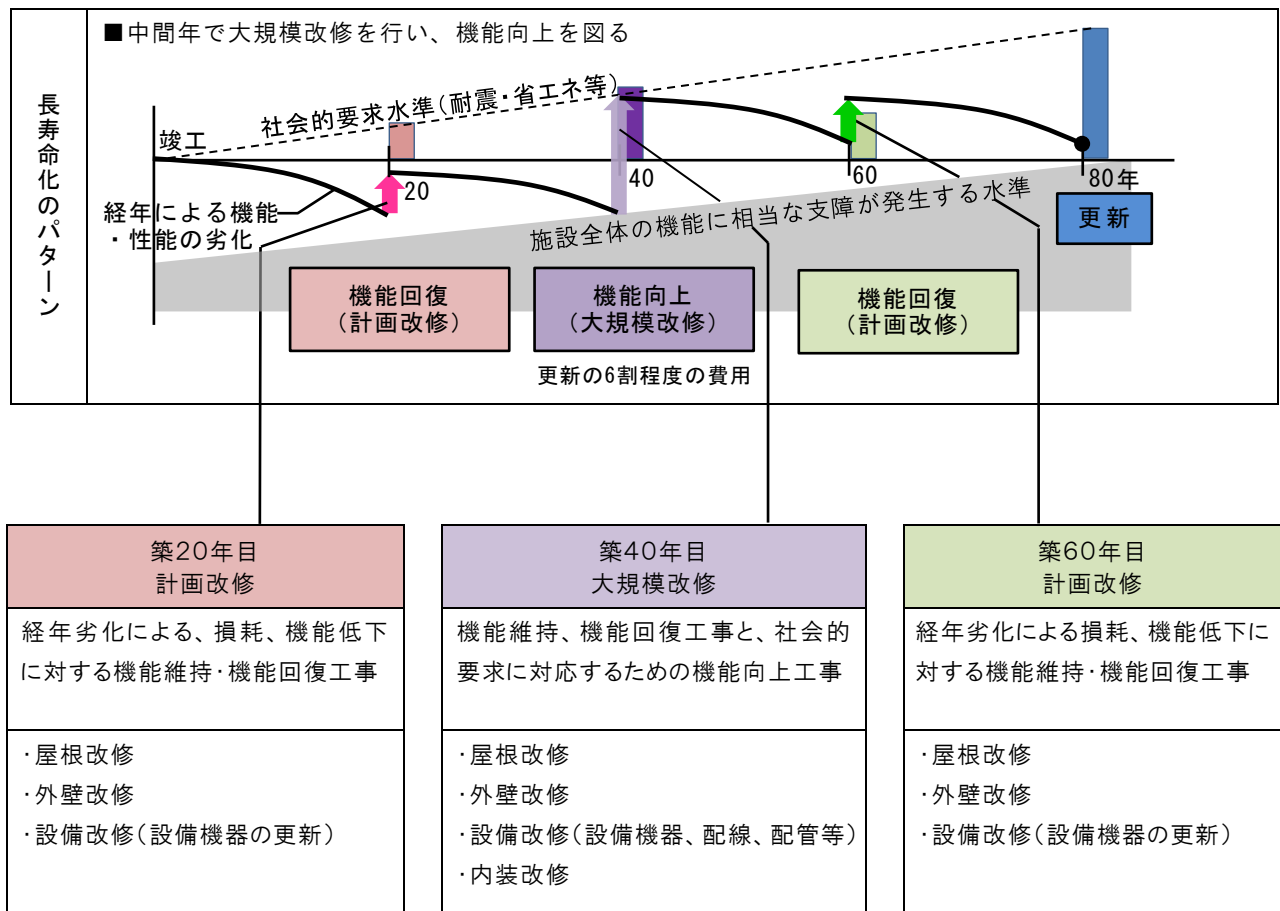 長寿命化のパターン
■中間年で大規模改修を行い、機能向上を図る
社会的要求水準(耐震・省エネ等)
竣工
20
40
60
80年
経年による機能
・性能の劣化
施設全体の機能に相当な支障が発生する水準
更新
機能回復
(計画改修)
機能向上
(大規模改修)
機能回復
(計画改修)
更新の6割程度の費用
築20年目
計画改修
経年劣化による、損耗、機能低下
に対する機能維持・機能回復工事
・屋根改修
・外壁改修
・設備改修(設備機器の更新)
築40年目
大規模改修
機能維持、機能回復工事と、社会的
要求に対応するための機能向上工事
・屋根改修
・外壁改修
・設備改修(設備機器、配線、配管等)
・内装改修
築60年目
計画改修
経年劣化による損耗、機能低下に
対する機能維持・機能回復工事
・屋根改修
・外壁改修
・設備改修(設備機器の更新)